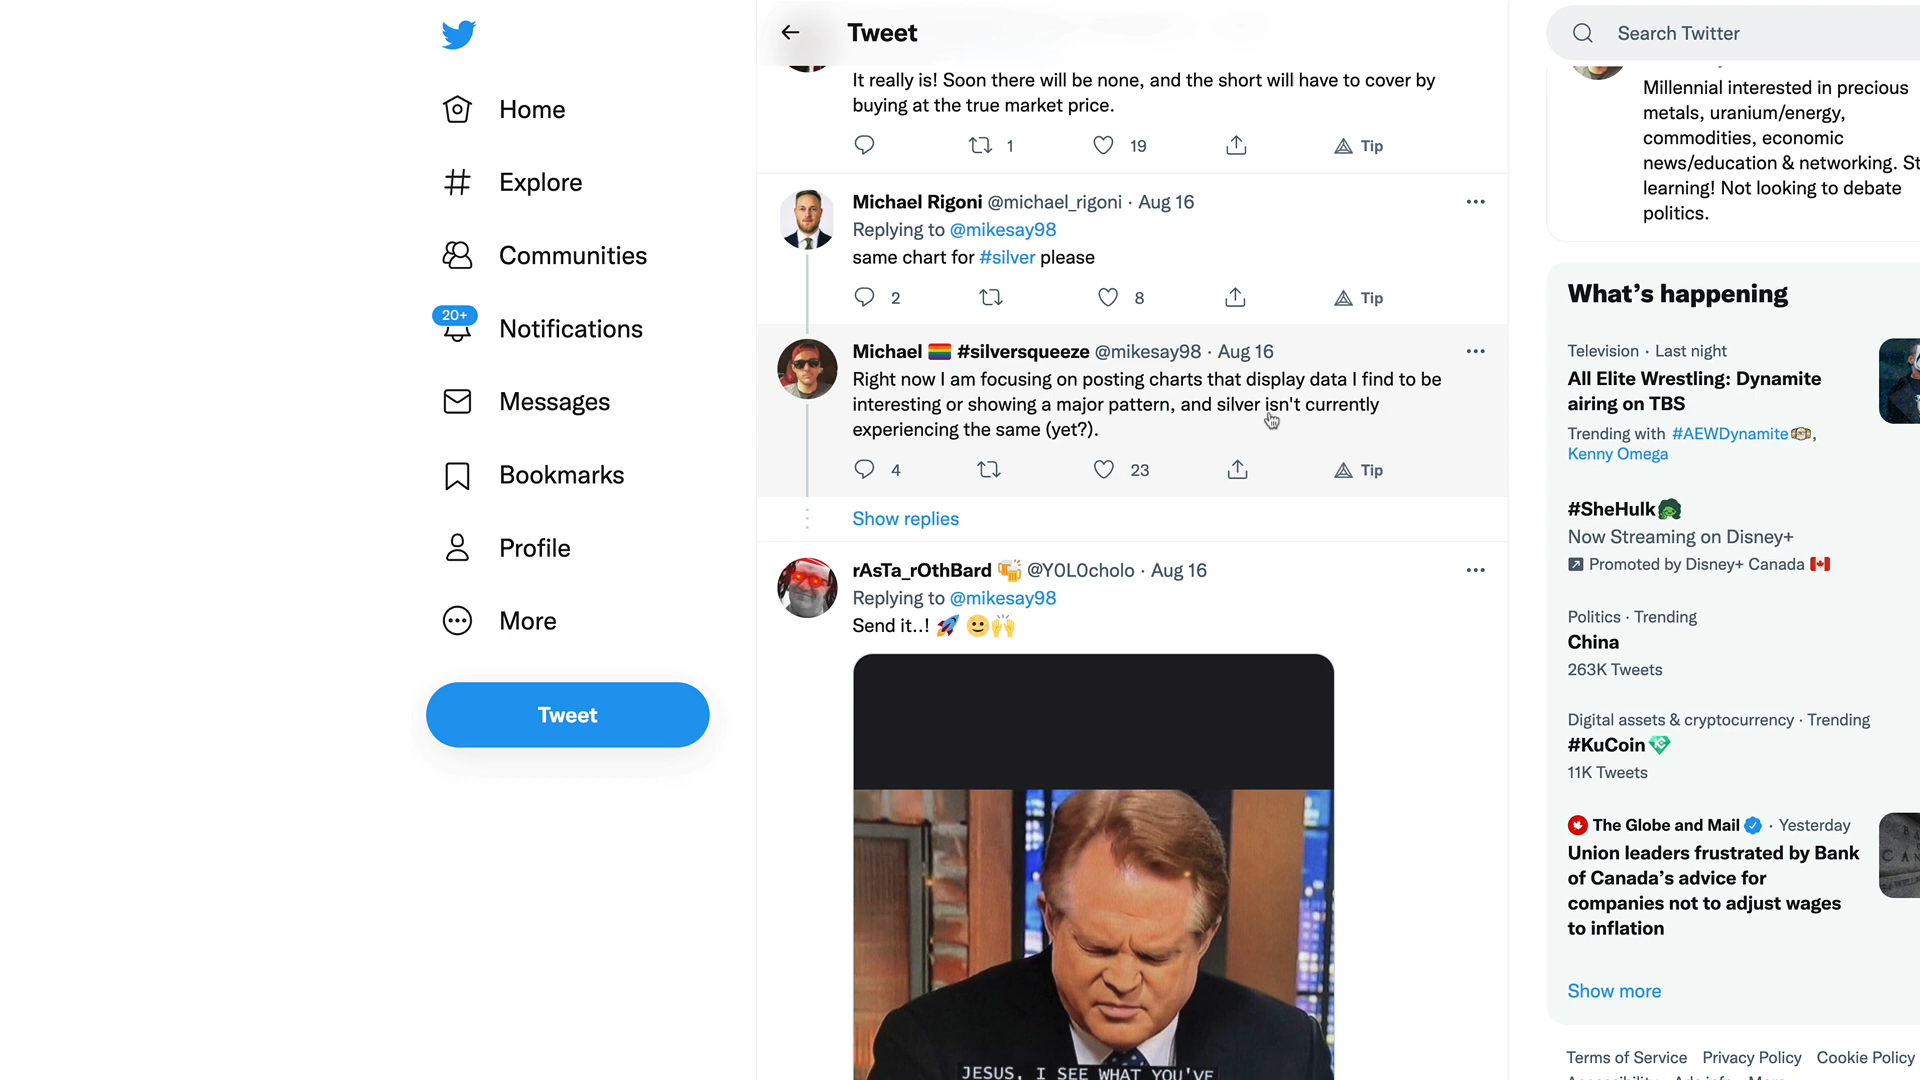 Home
Explore
Communities
20+
Notifications
Messages
Bookmarks
Profile
More
Tweet
Tweet
It really is! Soon there will be none, and the short will have to cover by
buying at the true market price.
1
19
Tip
Michael Rigoni @michael_rigoni · Aug 16
Replying to @mikesay98
same chart for #silver please
2
8
Tip
Michael 🏳️‍🌈 #silversqueeze @mikesay98 · Aug 16
Right now I am focusing on posting charts that display data I find to be
interesting or showing a major pattern, and silver isn't currently
experiencing the same (yet?).
4
23
Tip
Show replies
rAsTa_rOthBard 🍻 @Y0L0cholo · Aug 16
Replying to @mikesay98
Send it..! 🚀 🙂🙌
JESUS, I SEE WHAT YOU'VE
Search Twitter
Millennial interested in precious
metals, uranium/energy,
commodities, economic
news/education & networking. St
learning! Not looking to debate
politics.
What's happening
Television · Last night
All Elite Wrestling: Dynamite
airing on TBS
Trending with #AEWDynamite,
Kenny Omega
#SheHulk
Now Streaming on Disney+
Promoted by Disney+ Canada 🇨🇦
Politics · Trending
China
263K Tweets
Digital assets & cryptocurrency · Trending
#KuCoin
11K Tweets
The Globe and Mail · Yesterday
Union leaders frustrated by Bank
of Canada's advice for
companies not to adjust wages
to inflation
Show more
Terms of Service Privacy Policy Cookie Policy